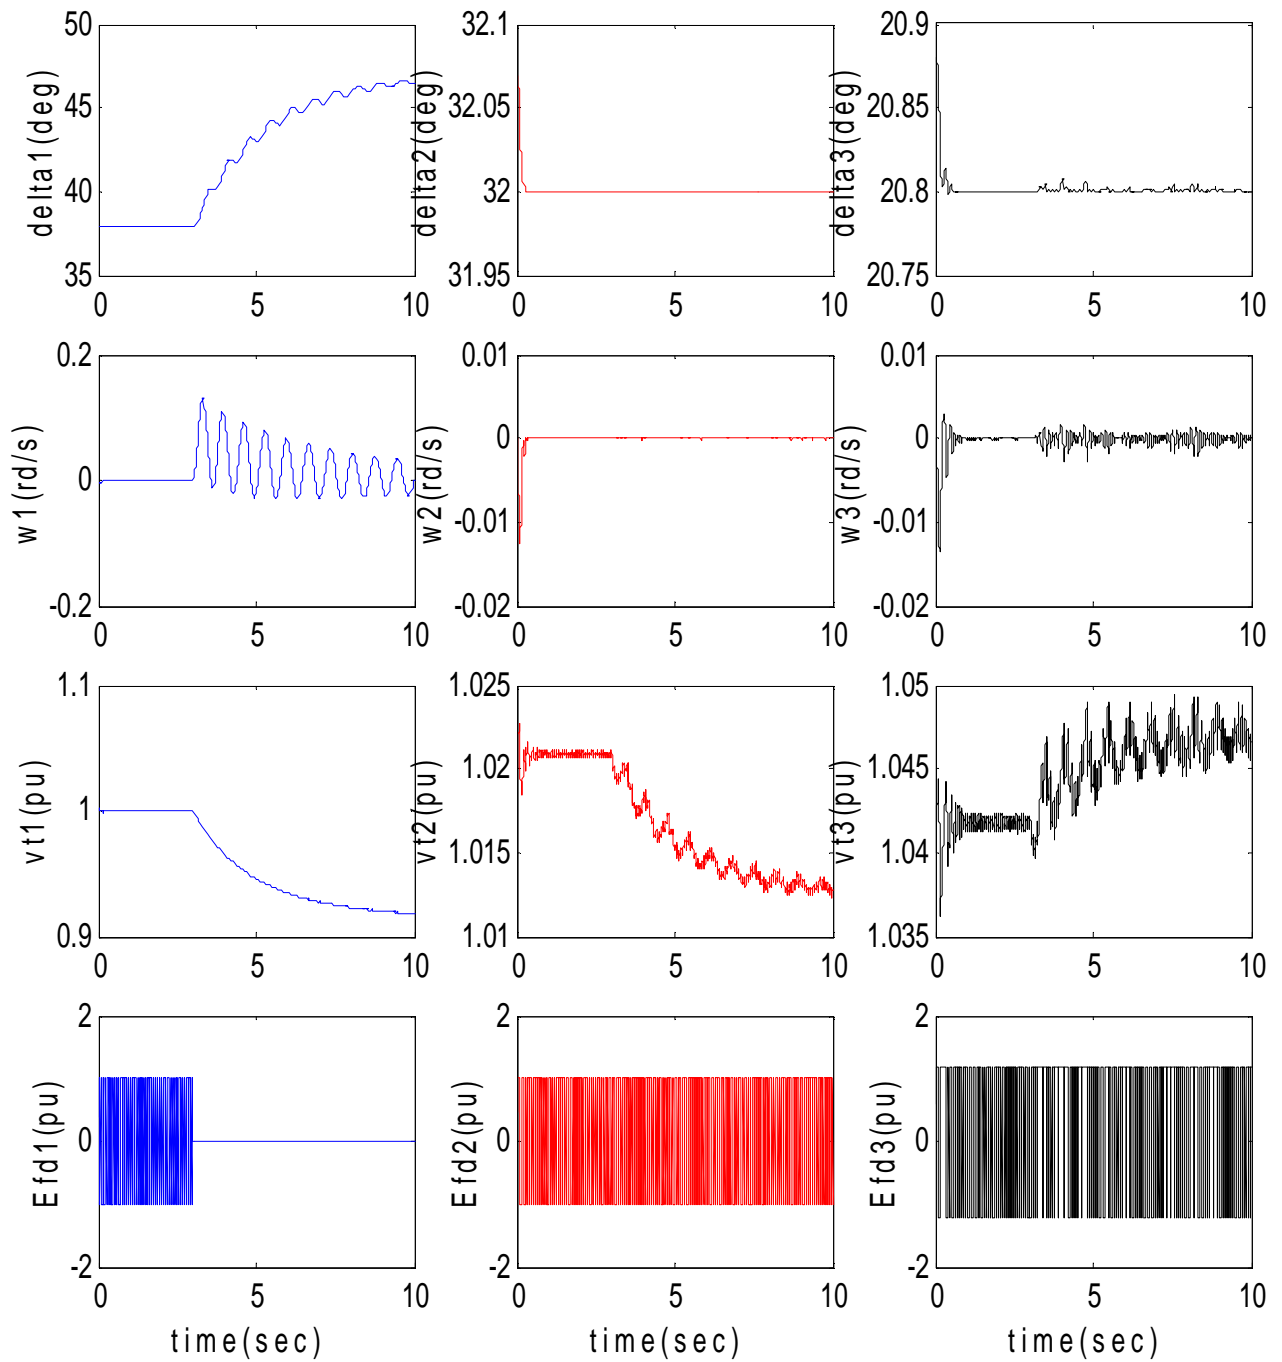 50
45
40
35
delta1(deg)
0 5 10
32.1
32.05
32
31.95
delta2(deg)
0 5 10
20.9
20.85
20.8
20.75
delta3(deg)
0 5 10
0.2
0
-0.2
w1(rd/s)
0 5 10
0.01
0
-0.01
-0.02
w2(rd/s)
0 5 10
0.01
0
-0.01
-0.02
w3(rd/s)
0 5 10
1.1
1
0.9
vt1(pu)
0 5 10
1.025
1.02
1.015
1.01
vt2(pu)
0 5 10
1.05
1.045
1.04
1.035
vt3(pu)
0 5 10
2
0
-2
Efd1(pu)
0 5 10
time(sec)
2
0
-2
Efd2(pu)
0 5 10
time(sec)
2
0
-2
Efd3(pu)
0 5 10
time(sec)